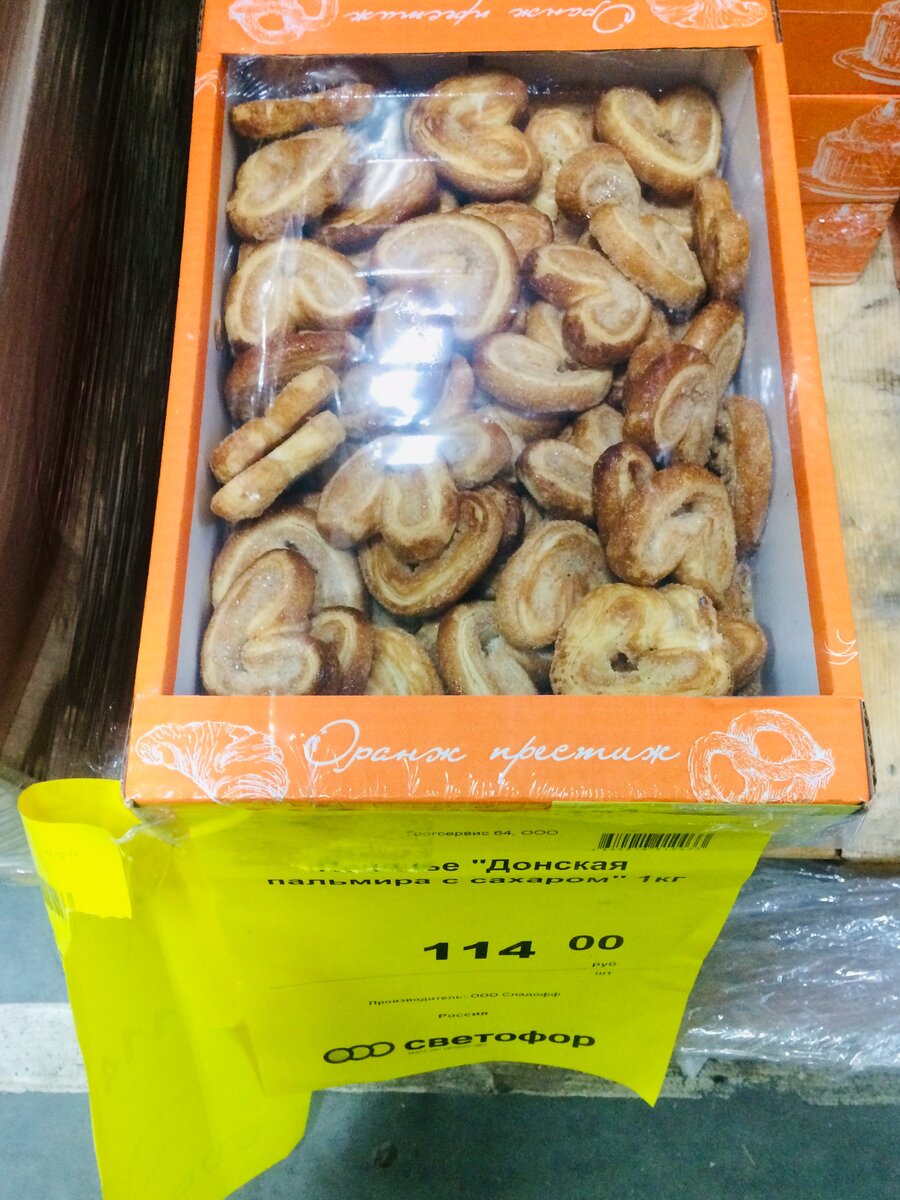 Оранж престиж
Оранж престиж
Торгсервис 64, ООО
"Донская
пальмира с сахаром" 1кг
114 00
руб.
шт
Производитель: ООО Сладофф
Россия
светофор